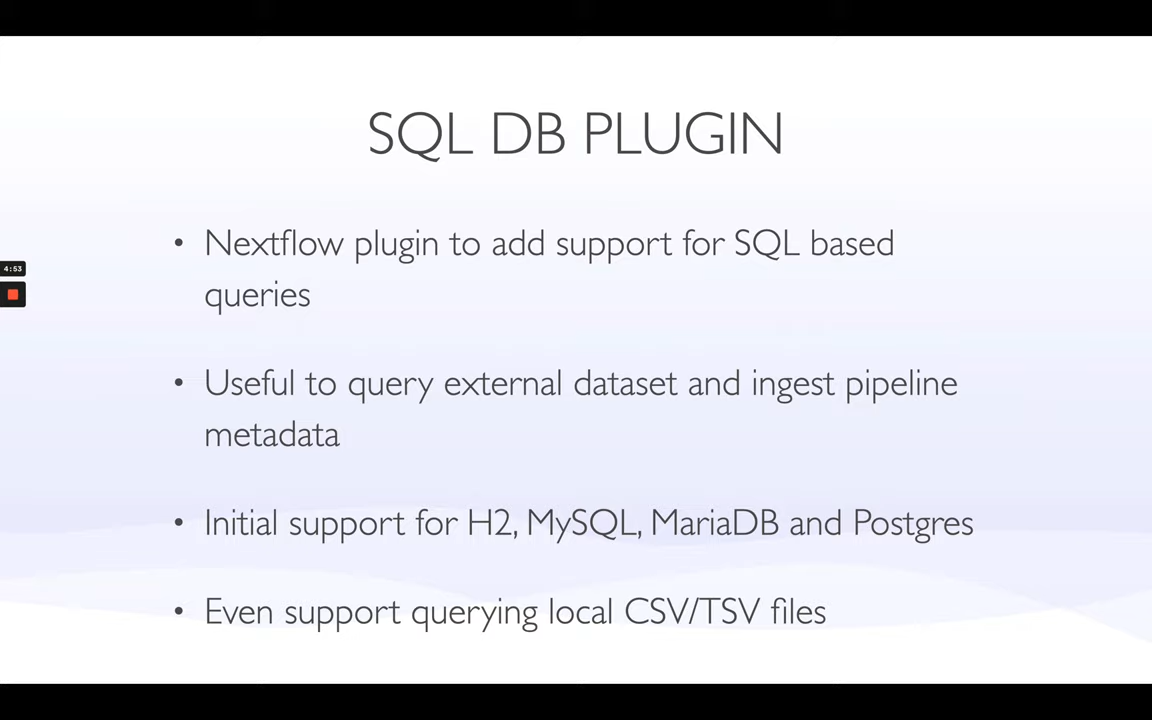 SQL DB PLUGIN
• Nextflow plugin to add support for SQL based
queries
• Useful to query external dataset and ingest pipeline
metadata
• Initial support for H2, MySQL, MariaDB and Postgres
• Even support querying local CSV/TSV files
4:53